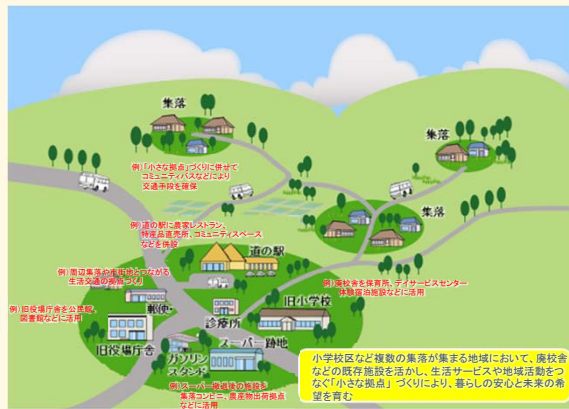 集落
集落
例)「小さな拠点」づくりに併せて
コミュニティバスなどにより
交通手段を確保
集落
例)道の駅に農家レストラン、
特産品直売所、コミュニティスペース
などを併設
道の駅
例)周辺集落や市街地とつながる
生活交通の拠点づくり
例)廃校舎を保育所、デイサービスセンター
体験宿泊施設などに活用
郵便
旧小学校
例)旧役場庁舎を公民館、
図書館などに活用
診療所
旧役場庁舎
ガソリン
スタンド
スーパー跡地
例)スーパー撤退後の施設を
集落コンビニ、農産物出荷拠点
などに活用
小学校区など複数の集落が集まる地域において、廃校舎
などの既存施設を活かし、生活サービスや地域活動をつ
なぐ「小さな拠点」づくりにより、暮らしの安心と未来の希
望を育む